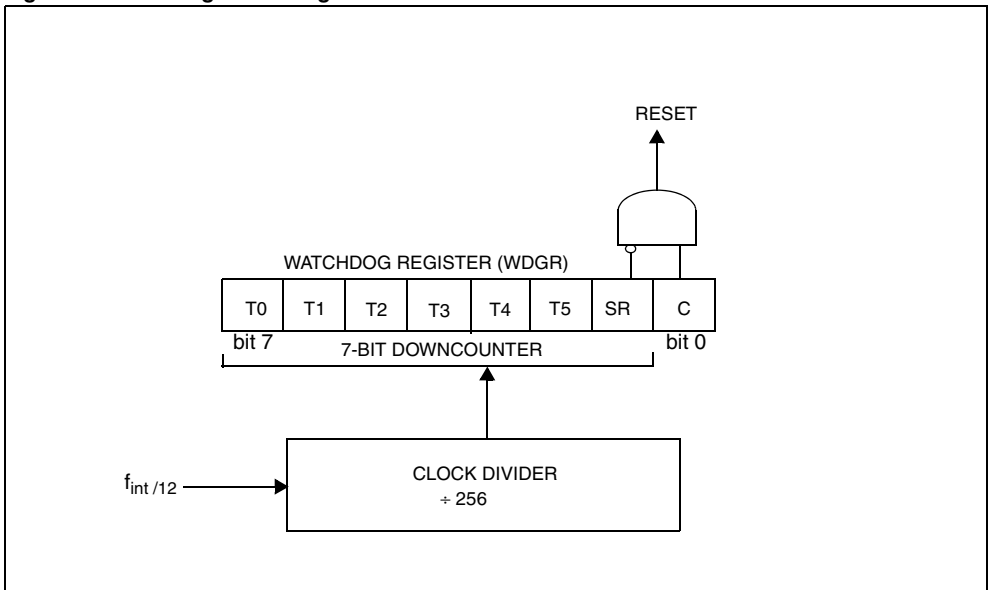 RESET
WATCHDOG REGISTER (WDGR)
T0 T1 T2 T3 T4 T5 SR C
bit 7 7-BIT DOWNCOUNTER bit 0
fint /12
CLOCK DIVIDER
÷ 256